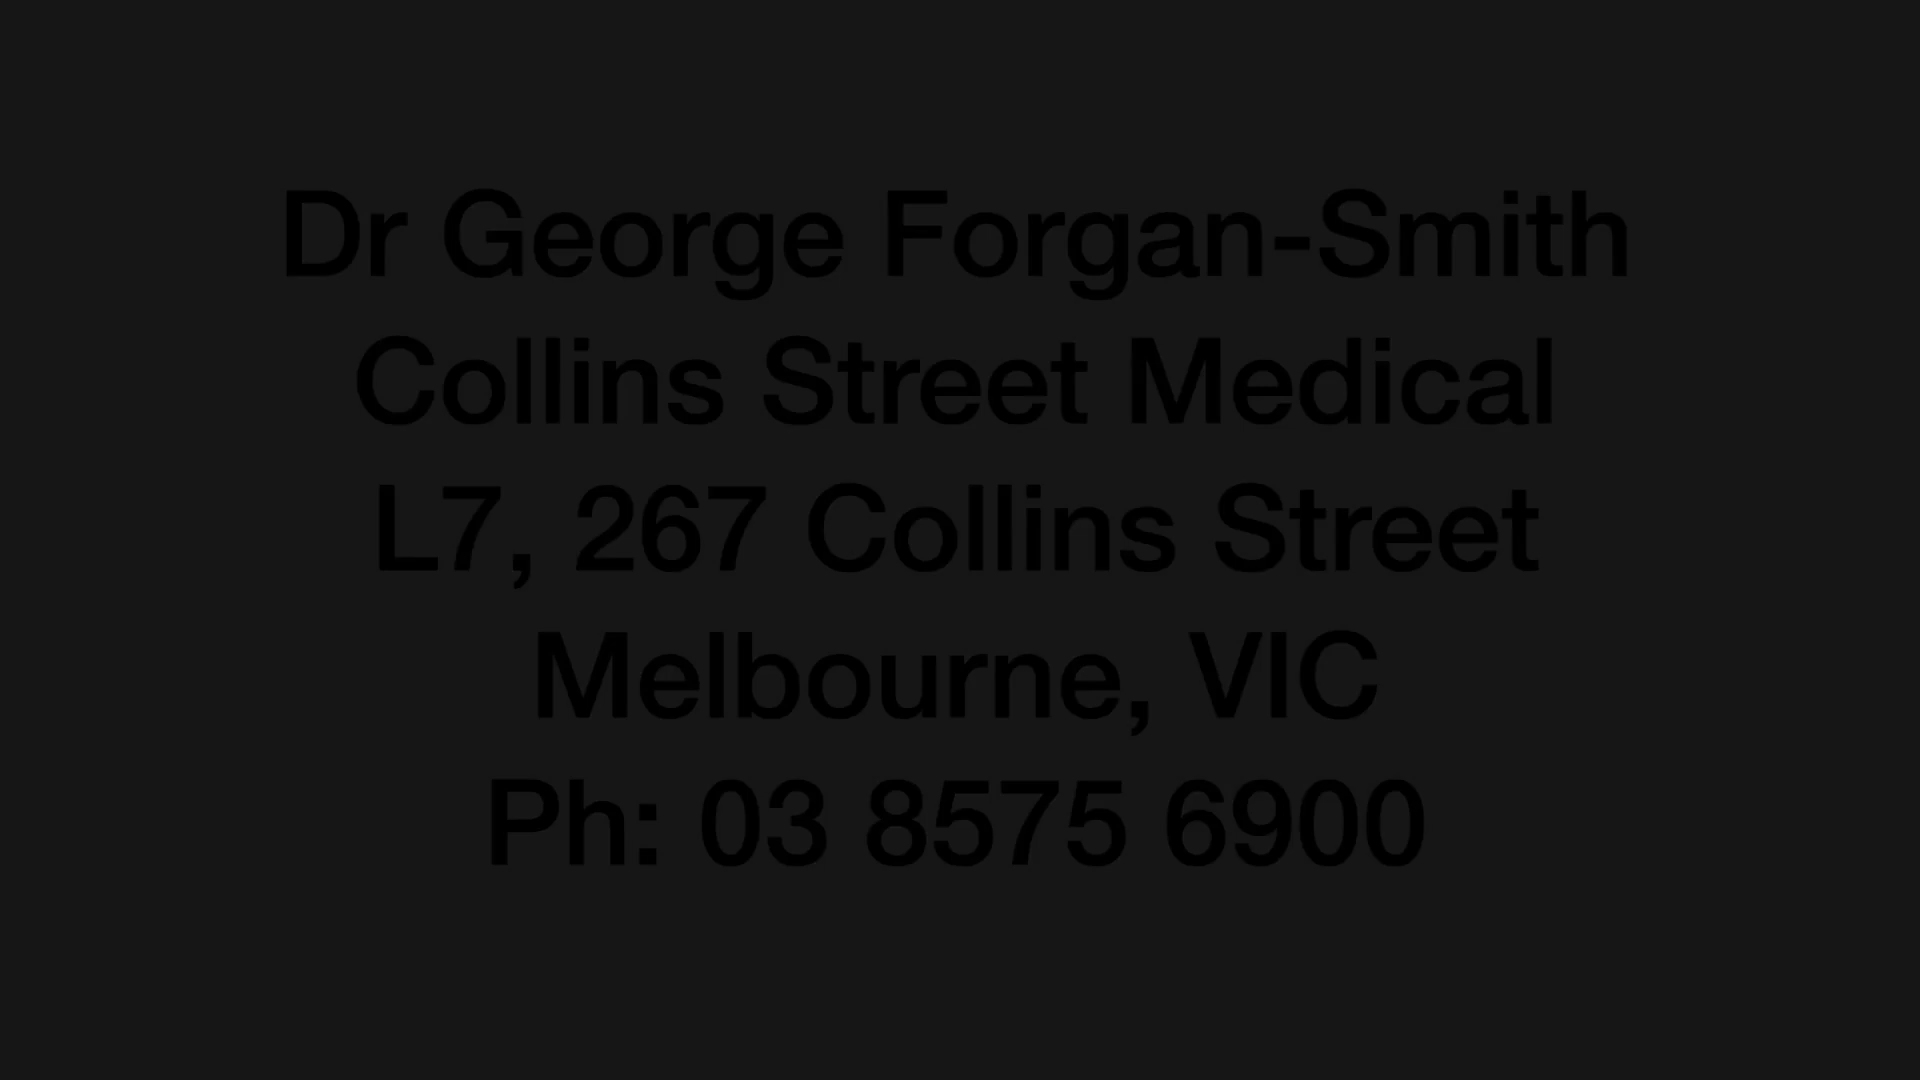 Dr George Forgan-Smith
Collins Street Medical
L7, 267 Collins Street
Melbourne, VIC
Ph: 03 8575 6900